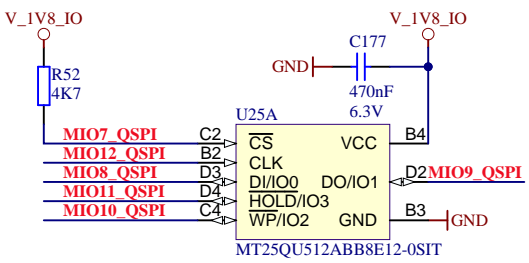 V_1V8_IO
V_1V8_IO
C177
GND
R52
4K7
470nF
6.3V
U25A
MIO7_QSPI C2 CS VCC B4
MIO12_QSPI B2 CLK
MIO8_QSPI D3 DI/IO0 DO/IO1 D2 MIO9_QSPI
MIO11_QSPI D4 HOLD/IO3
MIO10_QSPI C4 WP/IO2 GND B3 GND
MT25QU512ABB8E12-0SIT